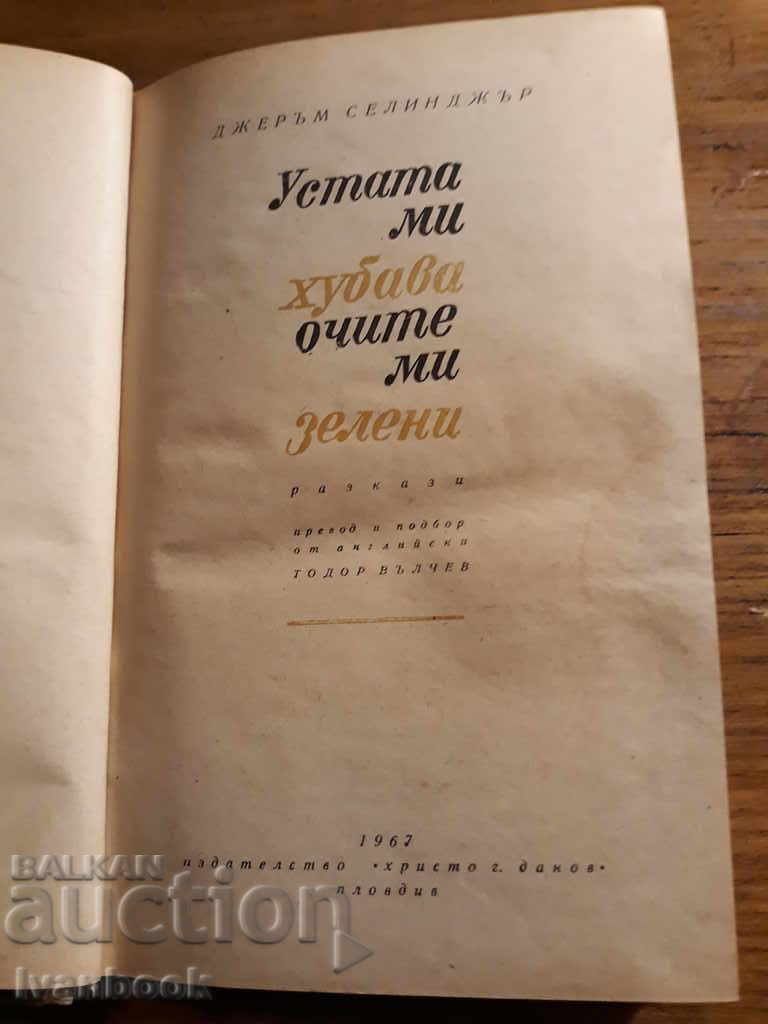 ДЖЕРЪМ СЕЛИНДЖЪР
Устата
ми
хубава
очите
ми
зелени
разкази
превод и подбор
от английски
ТОДОР ВЪЛЧЕВ
1967
издателство "христо г. данов"
пловдив
BALKAN
auction
Ivanbook